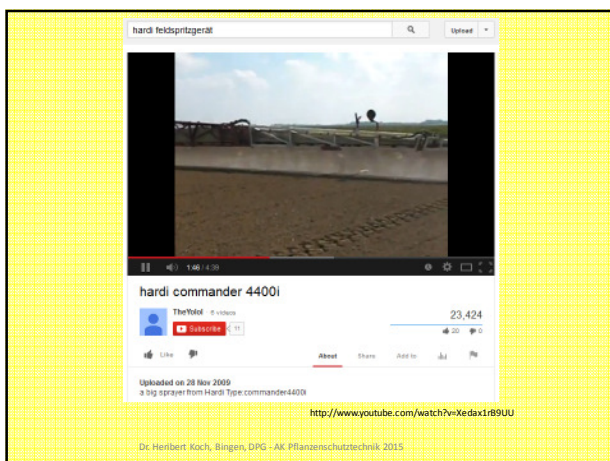 hardi feldspritzgerät
Upload
1:46 / 4:39
hardi commander 4400i
TheYolol · 6 videos
Subscribe 11
23,424
20 0
Like
About Share Add to
Uploaded on 28 Nov 2009
a big sprayer from Hardi Type:commander4400i
http://www.youtube.com/watch?v=Xedax1rB9UU
Dr. Heribert Koch, Bingen, DPG - AK Pflanzenschutztechnik 2015